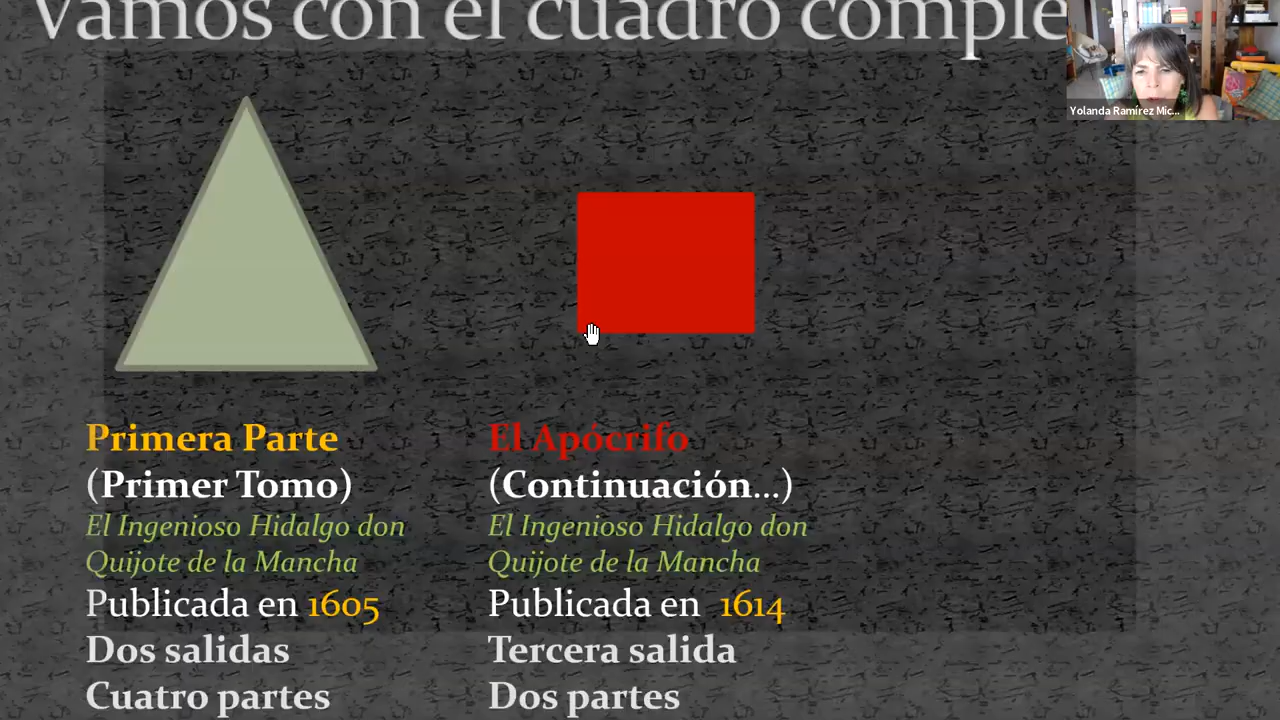 Vamos con el cuadro comple
Yolanda Ramírez Mic...
Primera Parte
(Primer Tomo)
El Ingenioso Hidalgo don
Quijote de la Mancha
Publicada en 1605
Dos salidas
Cuatro partes
El Apócrifo
(Continuación...)
El Ingenioso Hidalgo don
Quijote de la Mancha
Publicada en 1614
Tercera salida
Dos partes